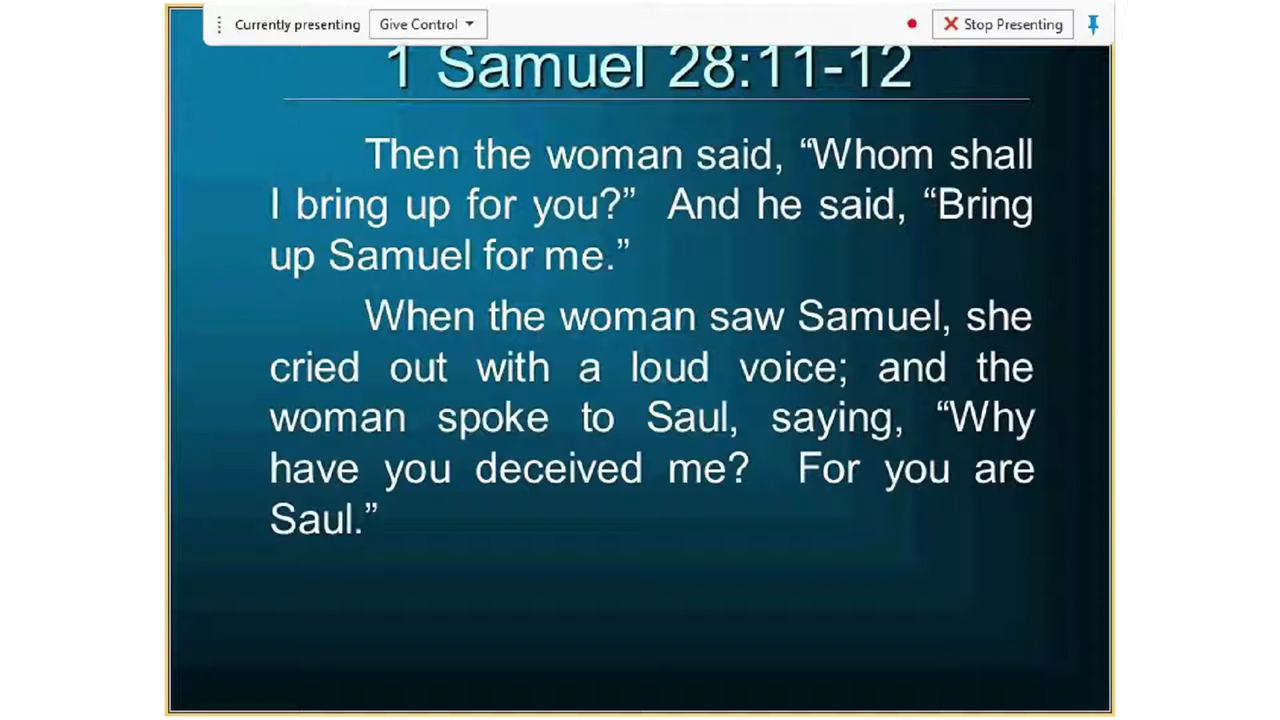 Currently presenting
Give Control
Stop Presenting
1 Samuel 28:11-12
Then the woman said, “Whom shall
I bring up for you?” And he said, “Bring
up Samuel for me.”
When the woman saw Samuel, she
cried out with a loud voice; and the
woman spoke to Saul, saying, “Why
have you deceived me? For you are
Saul.”